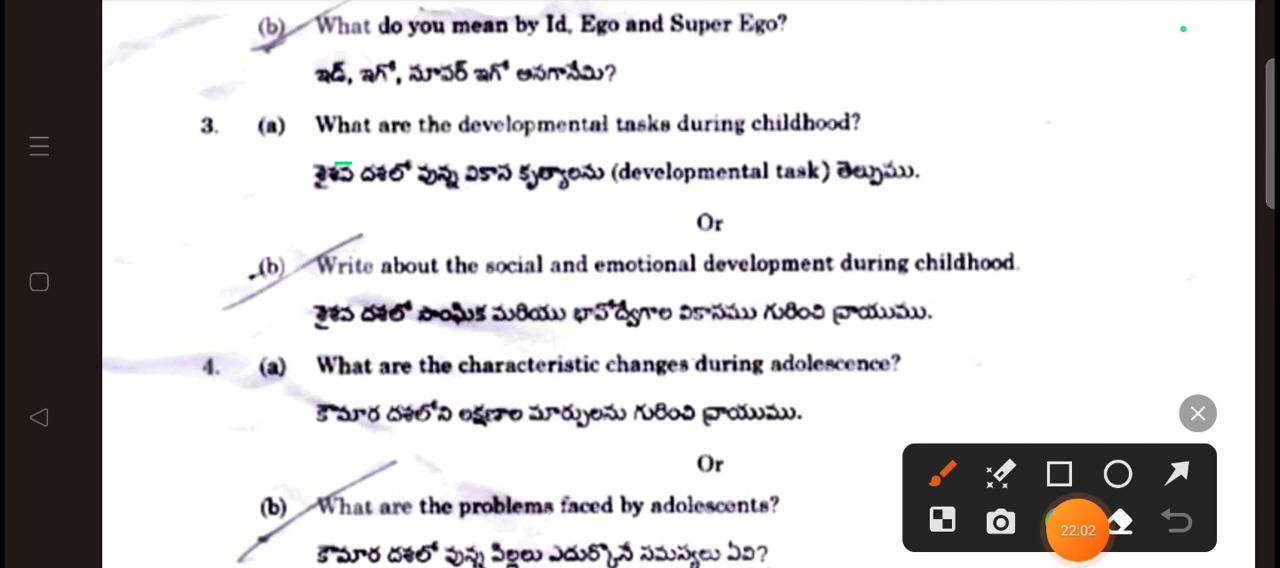 (b) What do you mean by Id, Ego and Super Ego?
ఇడ్, ఇగో, సూపర్ ఇగో అనగానేమి?
3. (a) What are the developmental tasks during childhood?
శైశవ దశలో వున్న వికాస కృత్యాలను (developmental task) తెల్పుము.
Or
(b) Write about the social and emotional development during childhood.
శైశవ దశలో సాంఘిక మరియు భావోద్వేగాల వికాసము గురించి వ్రాయుము.
4. (a) What are the characteristic changes during adolescence?
కౌమార దశలోని లక్షణాల మార్పులను గురించి వ్రాయుము.
Or
(b) What are the problems faced by adolescents?
కౌమార దశలో వున్న పిల్లలు ఎదుర్కొనే సమస్యలు ఏవి?
22:02